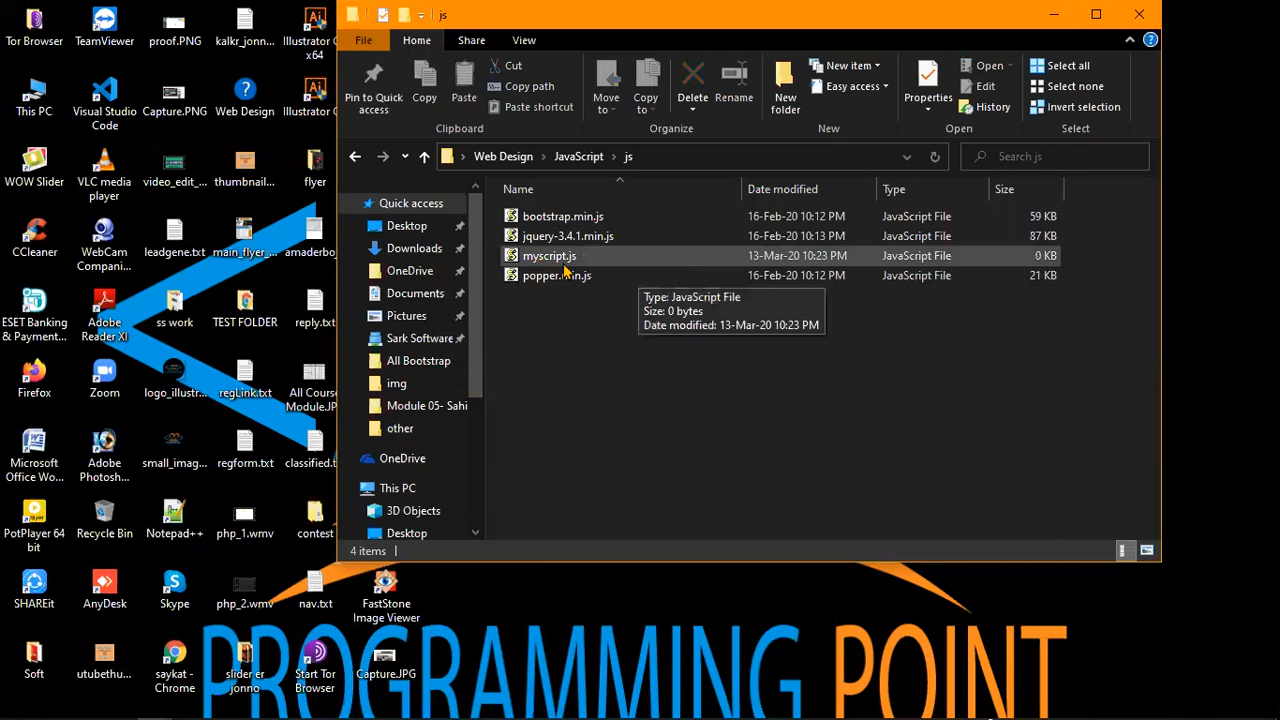 js
File Home Share View
Pin to Quick access
Copy
Paste
Cut
Copy path
Paste shortcut
Clipboard
Move to
Copy to
Delete
Rename
Organize
New folder
New item
Easy access
New
Properties
Open
Edit
History
Open
Select all
Select none
Invert selection
Select
Web Design > JavaScript > js
Search js
Name Date modified Type Size
bootstrap.min.js 16-Feb-20 10:12 PM JavaScript File 59 KB
jquery-3.4.1.min.js 16-Feb-20 10:13 PM JavaScript File 87 KB
myscript.js 13-Mar-20 10:23 PM JavaScript File 0 KB
popper.min.js 16-Feb-20 10:12 PM JavaScript File 21 KB
Type: JavaScript File
Size: 0 bytes
Date modified: 13-Mar-20 10:23 PM
Quick access
Desktop
Downloads
OneDrive
Documents
Pictures
Sark Software
All Bootstrap
img
Module 05- Sahi
other
OneDrive
This PC
3D Objects
Desktop
4 items
Tor Browser
TeamViewer
proof.PNG
kalkr_jonn...
Illustrator
x64
This PC
Visual Studio
Code
Capture.PNG
Web Design
Illustrator
WOW Slider
VLC media
player
video_edit_...
thumbnail...
flyer
CCleaner
WebCam
Compani...
leadgene.txt
main_flyer_...
amaderbo
ESET Banking
& Payment...
Adobe
Reader XI
ss work
TEST FOLDER
reply.txt
Firefox
Zoom
logo_illustr...
regLink.txt
All Cours
Module.JP
Microsoft
Office Wo...
Adobe
Photosh...
small_imag...
regform.txt
classified.
PotPlayer 64
bit
Recycle Bin
Notepad++
php_1.wmv
contest
SHAREit
AnyDesk
Skype
php_2.wmv
nav.txt
FastStone
Image Viewer
Soft
utubethu...
saykat -
Chrome
slider er
jonno
Start Tor
Browser
Capture.JPG
PROGRAMMING POINT